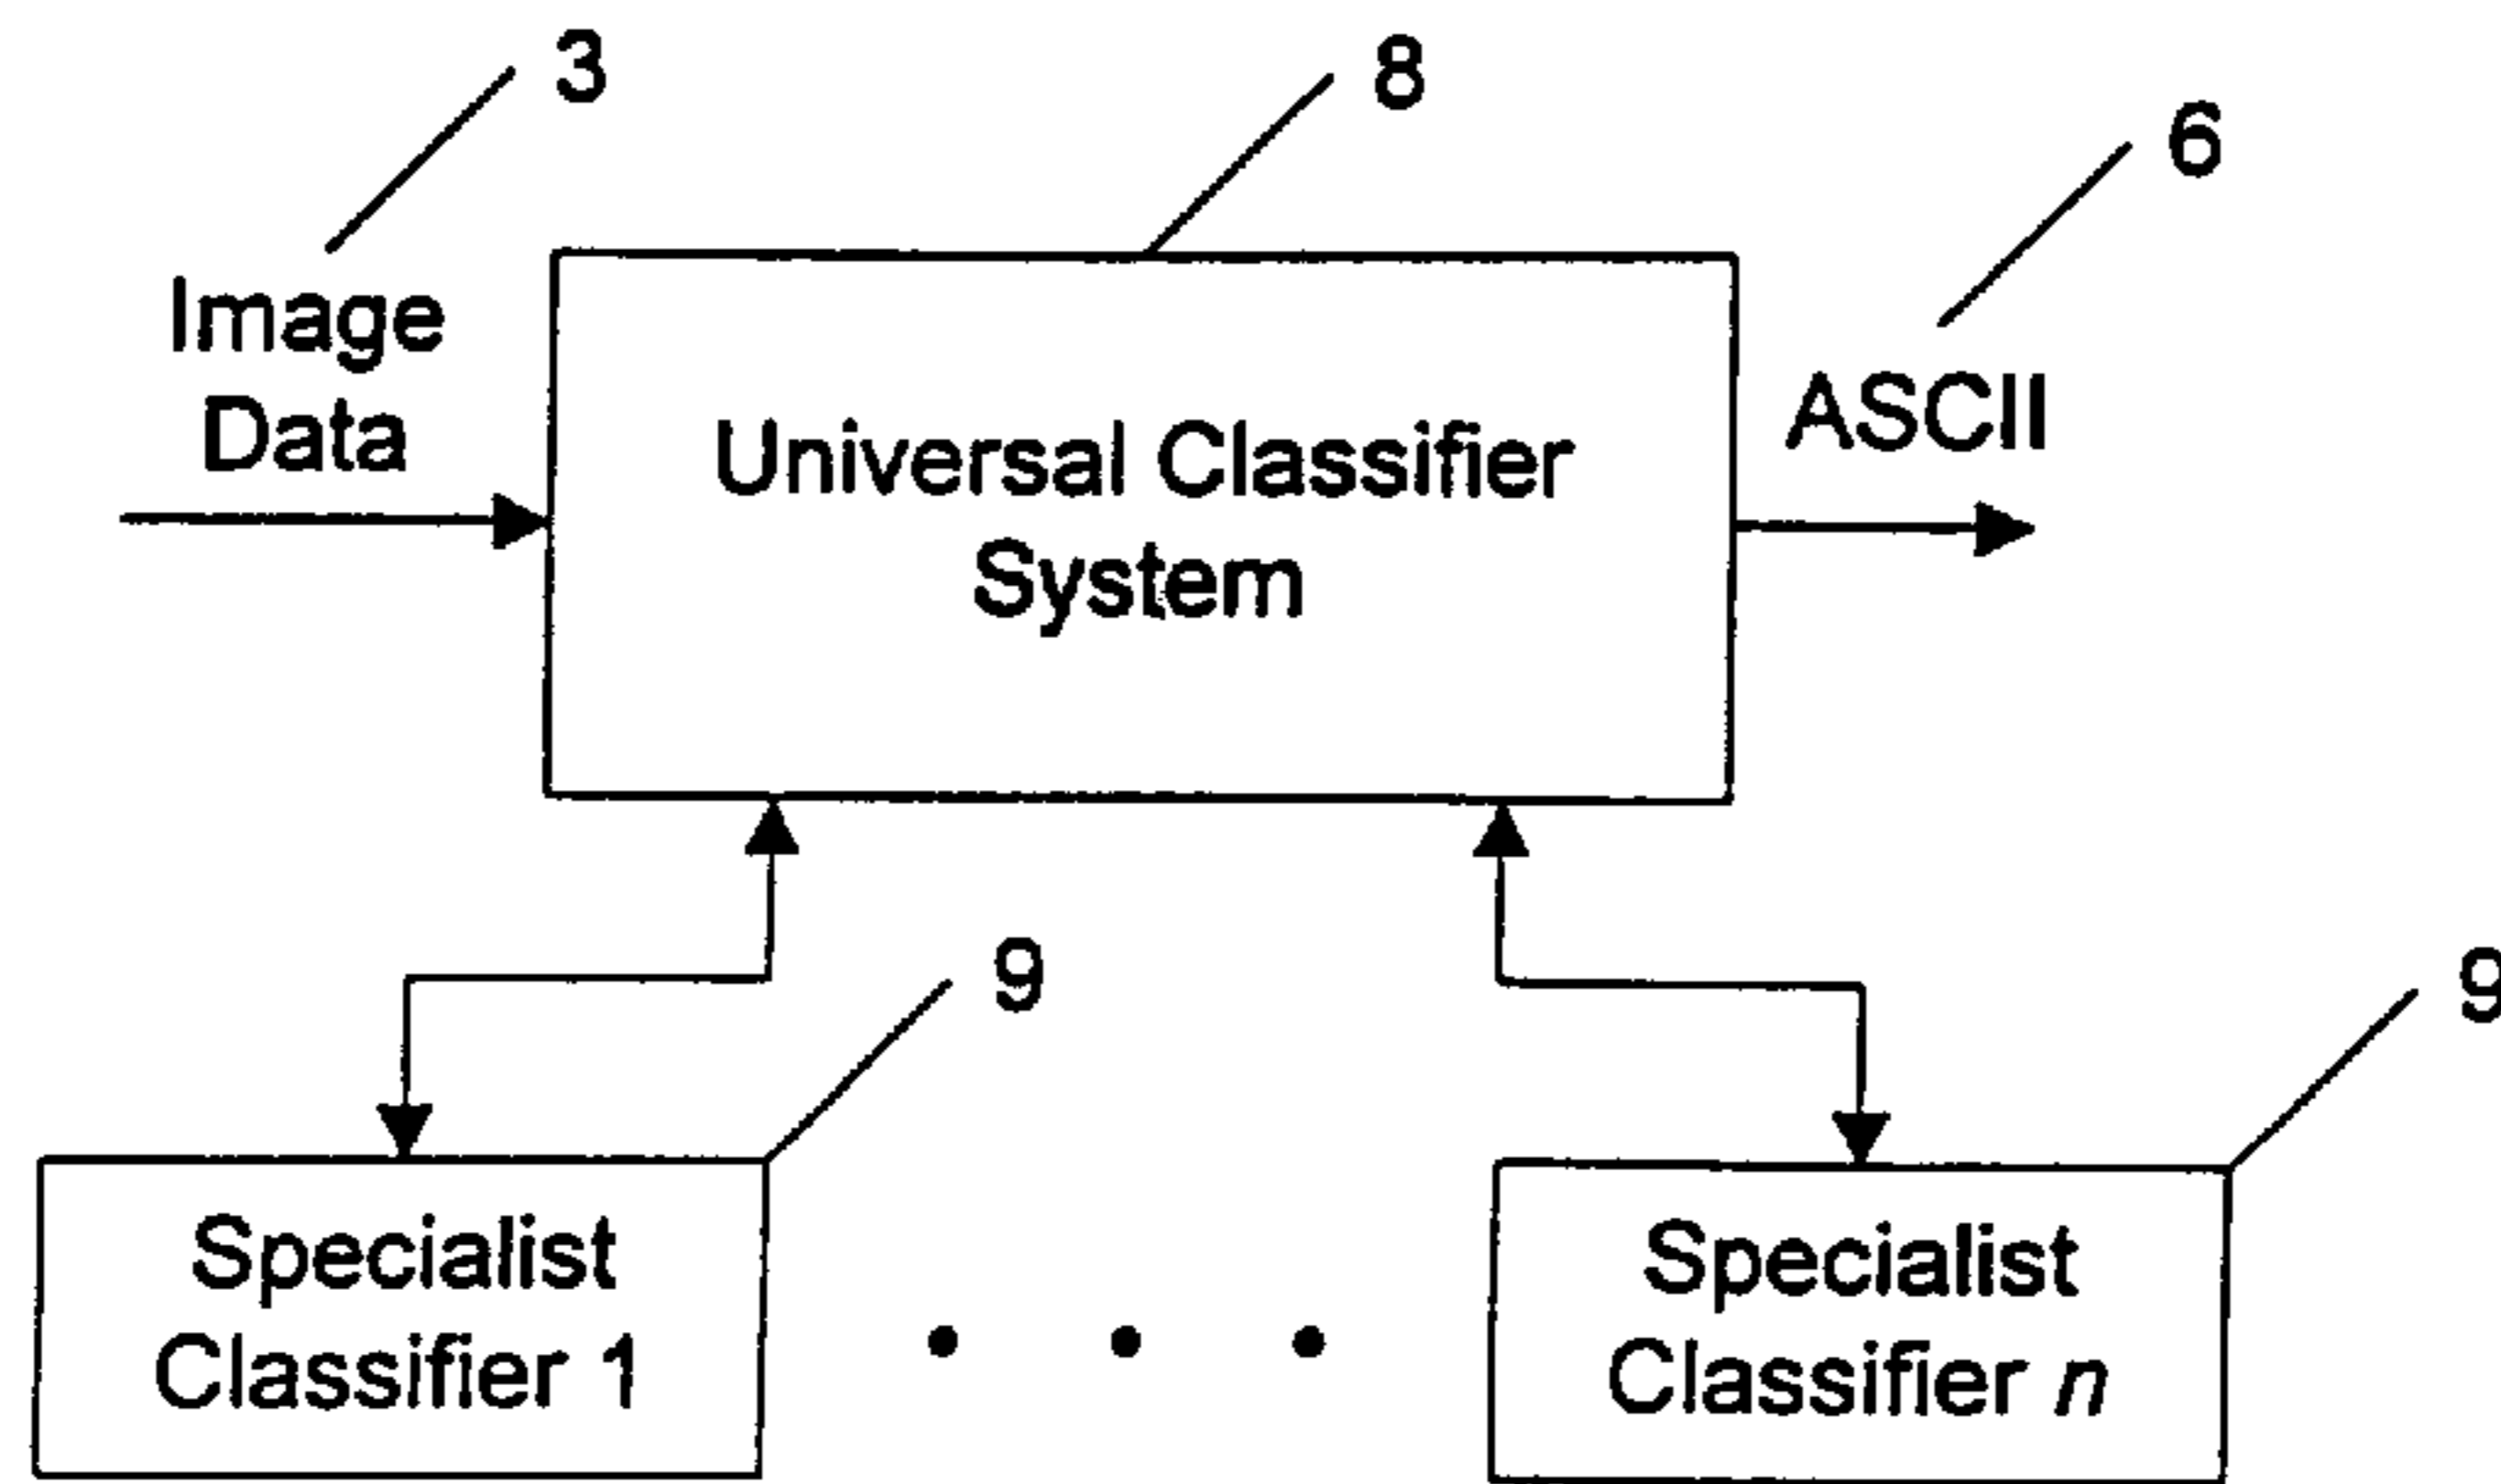 3
8
6
Image
Data
ASCII
Universal Classifier
System
9
9
Specialist
Classifier 1
Specialist
Classifier n